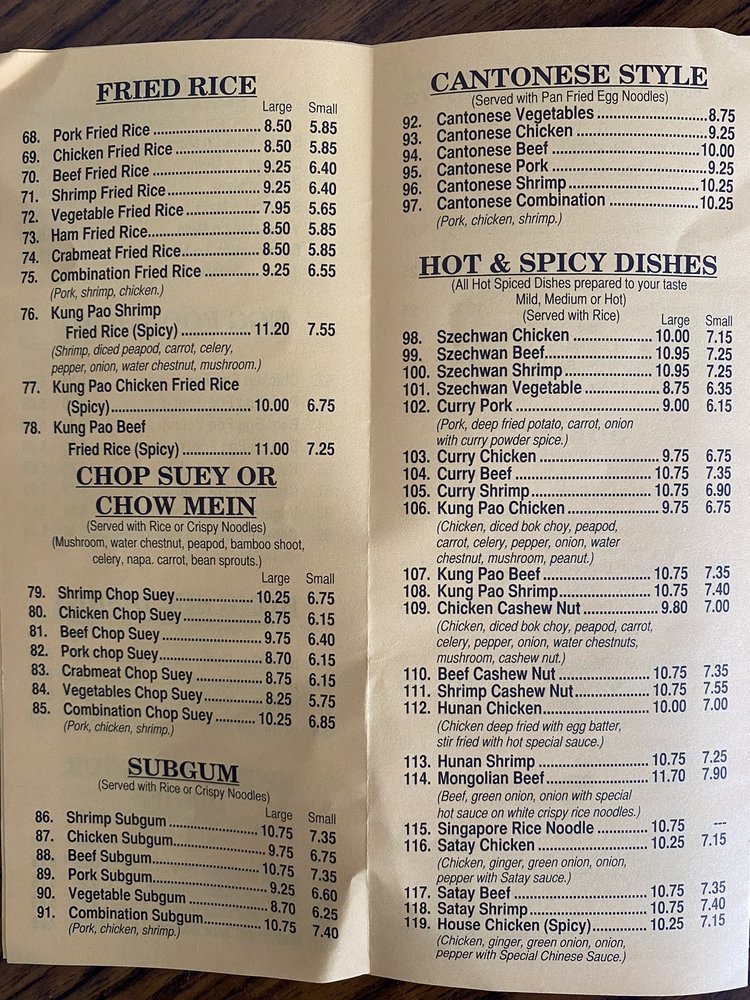 FRIED RICE
Large Small
68. Pork Fried Rice 8.50 5.85
69. Chicken Fried Rice 8.50 5.85
70. Beef Fried Rice 9.25 6.40
71. Shrimp Fried Rice 9.25 6.40
72. Vegetable Fried Rice 7.95 5.65
73. Ham Fried Rice 8.50 5.85
74. Crabmeat Fried Rice 8.50 5.85
75. Combination Fried Rice 9.25 6.55
(Pork, shrimp, chicken.)
76. Kung Pao Shrimp
Fried Rice (Spicy) 11.20 7.55
(Shrimp, diced peapod, carrot, celery,
pepper, onion, water chestnut, mushroom.)
77. Kung Pao Chicken Fried Rice
(Spicy) 10.00 6.75
78. Kung Pao Beef
Fried Rice (Spicy) 11.00 7.25
CHOP SUEY OR
CHOW MEIN
(Served with Rice or Crispy Noodles)
(Mushroom, water chestnut, peapod, bamboo shoot,
celery, napa. carrot, bean sprouts.)
Large Small
79. Shrimp Chop Suey 10.25 6.75
80. Chicken Chop Suey 8.75 6.15
81. Beef Chop Suey 9.75 6.40
82. Pork chop Suey 8.70 6.15
83. Crabmeat Chop Suey 8.75 6.15
84. Vegetables Chop Suey 8.25 5.75
85. Combination Chop Suey 10.25 6.85
(Pork, chicken, shrimp.)
SUBGUM
(Served with Rice or Crispy Noodles)
Large Small
86. Shrimp Subgum 10.75 7.35
87. Chicken Subgum 9.75 6.75
88. Beef Subgum 10.75 7.35
89. Pork Subgum 9.25 6.60
90. Vegetable Subgum 8.70 6.25
91. Combination Subgum 10.75 7.40
(Pork, chicken, shrimp.)
CANTONESE STYLE
(Served with Pan Fried Egg Noodles)
92. Cantonese Vegetables 8.75
93. Cantonese Chicken 9.25
94. Cantonese Beef 10.00
95. Cantonese Pork 9.25
96. Cantonese Shrimp 10.25
97. Cantonese Combination 10.25
(Pork, chicken, shrimp.)
HOT & SPICY DISHES
(All Hot Spiced Dishes prepared to your taste
Mild, Medium or Hot)
(Served with Rice)
Large Small
98. Szechwan Chicken 10.00 7.15
99. Szechwan Beef 10.95 7.25
100. Szechwan Shrimp 10.95 7.25
101. Szechwan Vegetable 8.75 6.35
102. Curry Pork 9.00 6.15
(Pork, deep fried potato, carrot, onion
with curry powder spice.)
103. Curry Chicken 9.75 6.75
104. Curry Beef 10.75 7.35
105. Curry Shrimp 10.75 6.90
106. Kung Pao Chicken 9.75 6.75
(Chicken, diced bok choy, peapod,
carrot, celery, pepper, onion, water
chestnut, mushroom, peanut.)
107. Kung Pao Beef 10.75 7.35
108. Kung Pao Shrimp 10.75 7.40
109. Chicken Cashew Nut 9.80 7.00
(Chicken, diced bok choy, peapod, carrot,
celery, pepper, onion, water chestnuts,
mushroom, cashew nut.)
110. Beef Cashew Nut 10.75 7.35
111. Shrimp Cashew Nut 10.75 7.55
112. Hunan Chicken 10.00 7.00
(Chicken deep fried with egg batter,
stir fried with hot special sauce.)
113. Hunan Shrimp 10.75 7.25
114. Mongolian Beef 11.70 7.90
(Beef, green onion, onion with special
hot sauce on white crispy rice noodles.)
115. Singapore Rice Noodle 10.75 ---
116. Satay Chicken 10.25 7.15
(Chicken, ginger, green onion, onion,
pepper with Satay sauce.)
117. Satay Beef 10.75 7.35
118. Satay Shrimp 10.75 7.40
119. House Chicken (Spicy) 10.25 7.15
(Chicken, ginger, green onion, onion,
pepper with Special Chinese Sauce.)